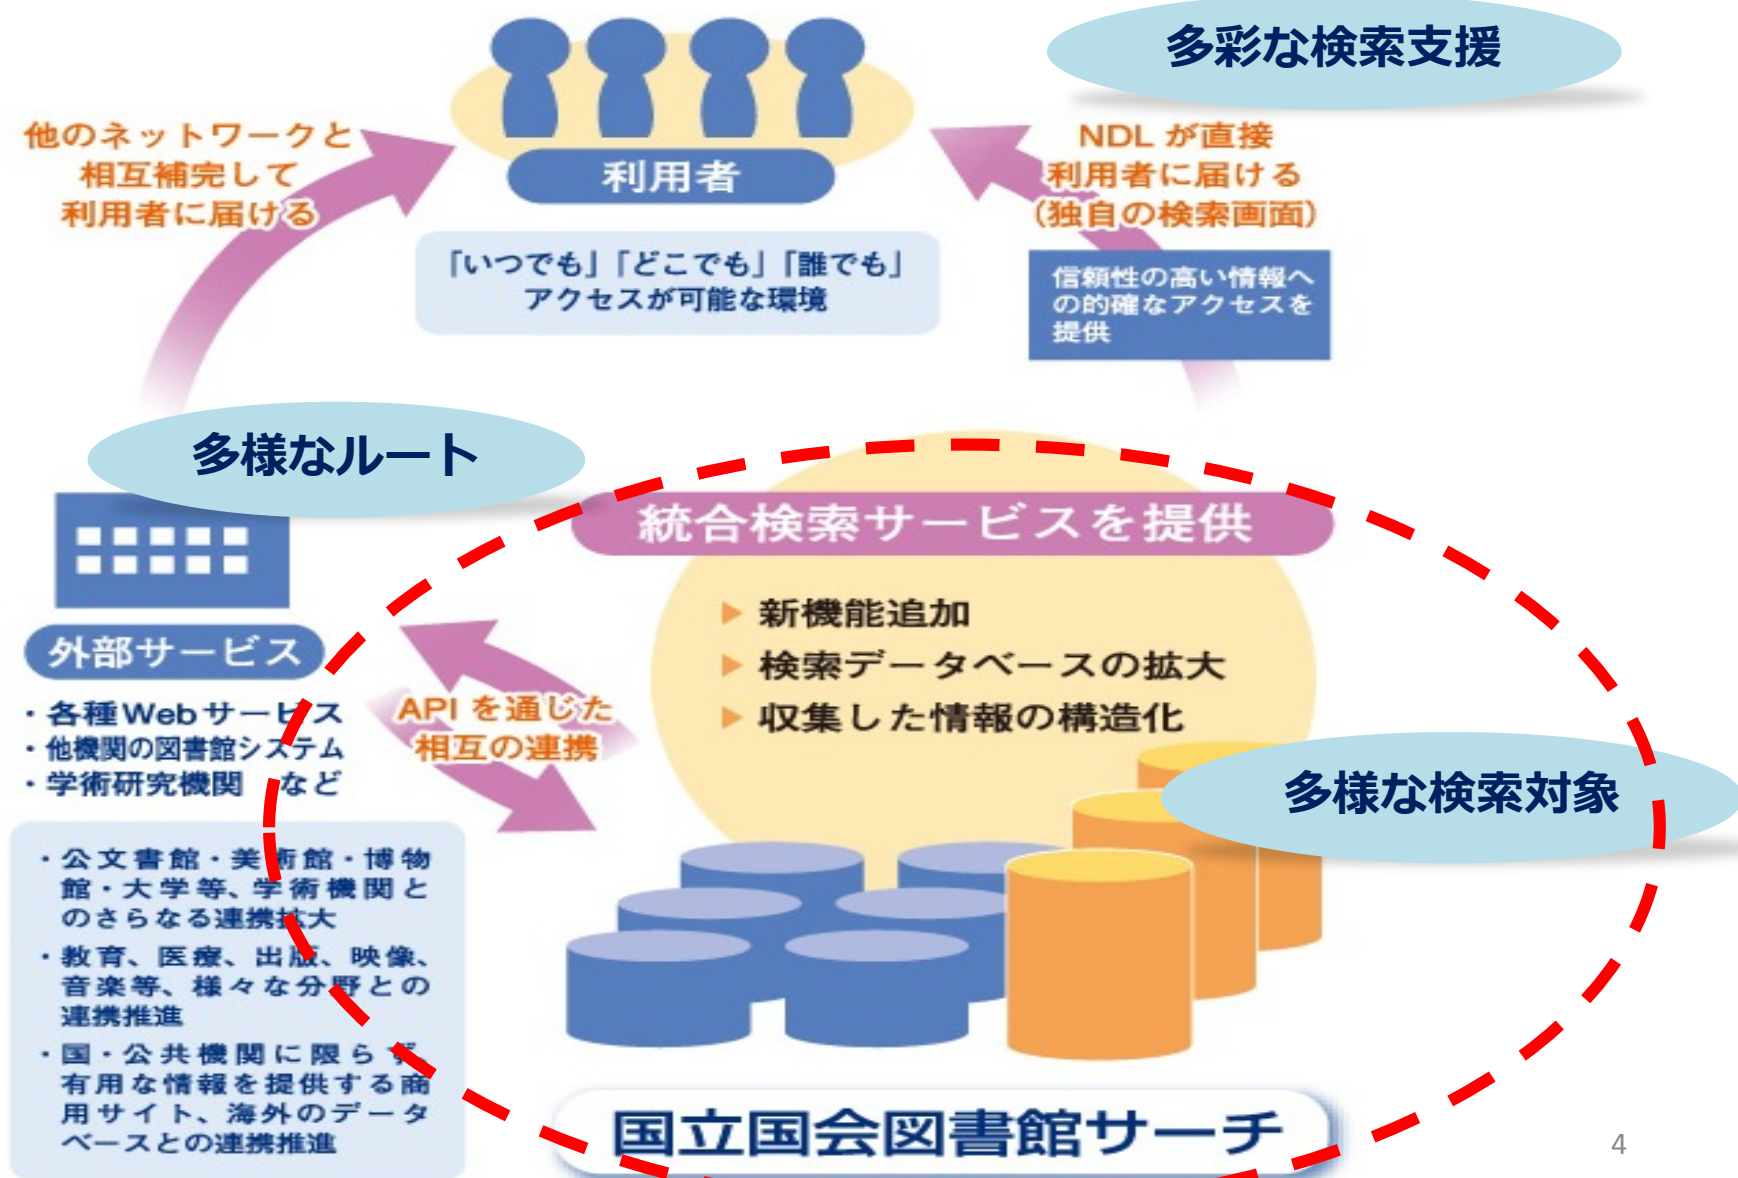 多彩な検索支援
他のネットワークと
相互補完して
利用者に届ける
利用者
「いつでも」「どこでも」「誰でも」
アクセスが可能な環境
NDL が直接
利用者に届ける
(独自の検索画面)
信頼性の高い情報へ
の的確なアクセスを
提供
多様なルート
統合検索サービスを提供
▶ 新機能追加
▶ 検索データベースの拡大
▶ 収集した情報の構造化
外部サービス
・各種Webサービス
・他機関の図書館システム
・学術研究機関 など
API を通じた
相互の連携
多様な検索対象
・公文書館・美術館・博物
館・大学等、学術機関と
のさらなる連携拡大
・教育、医療、出版、映像、
音楽等、様々な分野との
連携推進
・国・公共機関に限らず、
有用な情報を提供する商
用サイト、海外のデータ
ベースとの連携推進
国立国会図書館サーチ
4